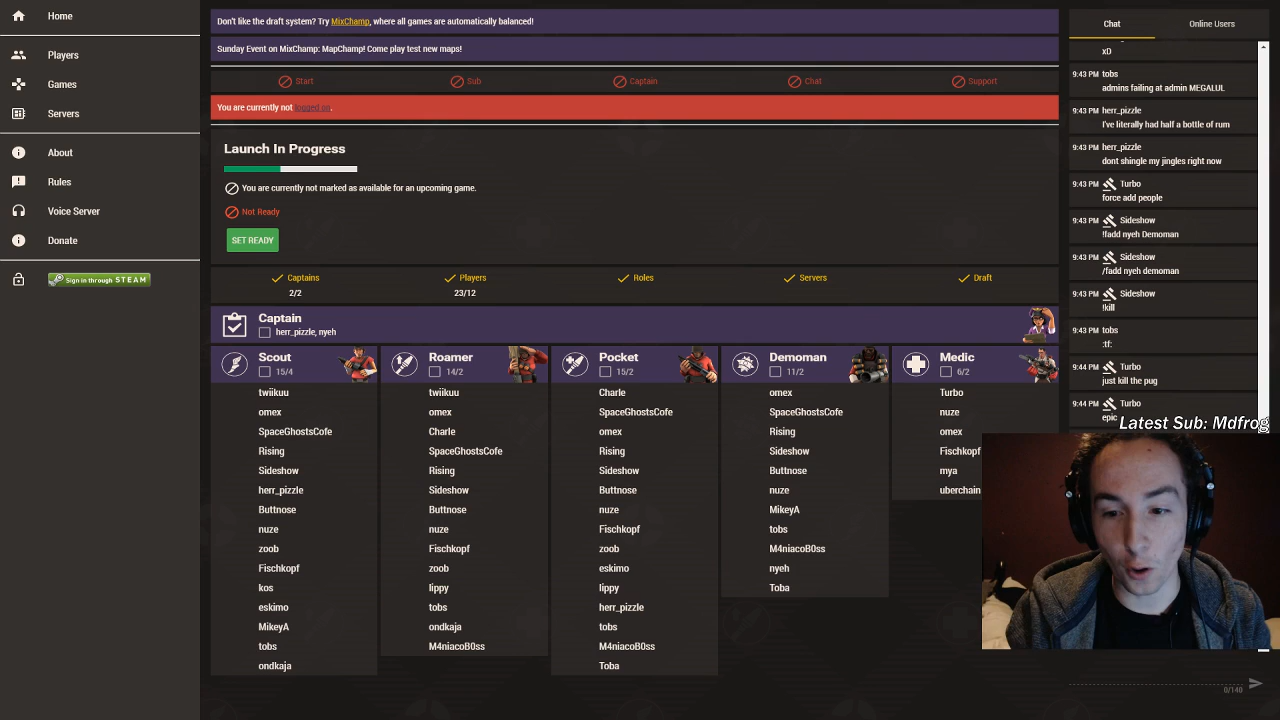 Home
Players
Games
Servers
About
Rules
Voice Server
Donate
Sign in through STEAM
Don't like the draft system? Try MixChamp, where all games are automatically balanced!
Sunday Event on MixChamp: MapChamp! Come play test new maps!
Start Sub Captain Chat Support
You are currently not logged on.
Launch In Progress
You are currently not marked as available for an upcoming game.
Not Ready
SET READY
Captains Players Roles Servers Draft
2/2 23/12
Captain
herr_pizzle, nyeh
Scout
15/4
twiikuu
omex
SpaceGhostsCofe
Rising
Sideshow
herr_pizzle
Buttnose
nuze
zoob
Fischkopf
kos
eskimo
MikeyA
tobs
ondkaja
Roamer
14/2
twiikuu
omex
Charle
SpaceGhostsCofe
Rising
Sideshow
Buttnose
nuze
Fischkopf
zoob
lippy
tobs
ondkaja
M4niacoB0ss
Pocket
15/2
Charle
SpaceGhostsCofe
omex
Rising
Sideshow
Buttnose
nuze
Fischkopf
zoob
eskimo
lippy
herr_pizzle
tobs
M4niacoB0ss
Toba
Demoman
11/2
omex
SpaceGhostsCofe
Rising
Sideshow
Buttnose
nuze
MikeyA
tobs
M4niacoB0ss
nyeh
Toba
Medic
6/2
Turbo
nuze
omex
Fischkopf
mya
uberchain
Chat Online Users
xD
9:43 PM tobs
admins failing at admin MEGALUL
9:43 PM herr_pizzle
I've literally had half a bottle of rum
9:43 PM herr_pizzle
dont shingle my jingles right now
9:43 PM Turbo
force add people
9:43 PM Sideshow
!fadd nyeh Demoman
9:43 PM Sideshow
/fadd nyeh demoman
9:43 PM Sideshow
!kill
9:43 PM tobs
:tf:
9:44 PM Turbo
just kill the pug
9:44 PM Turbo
epic
Latest Sub: Mdfrog
0/140